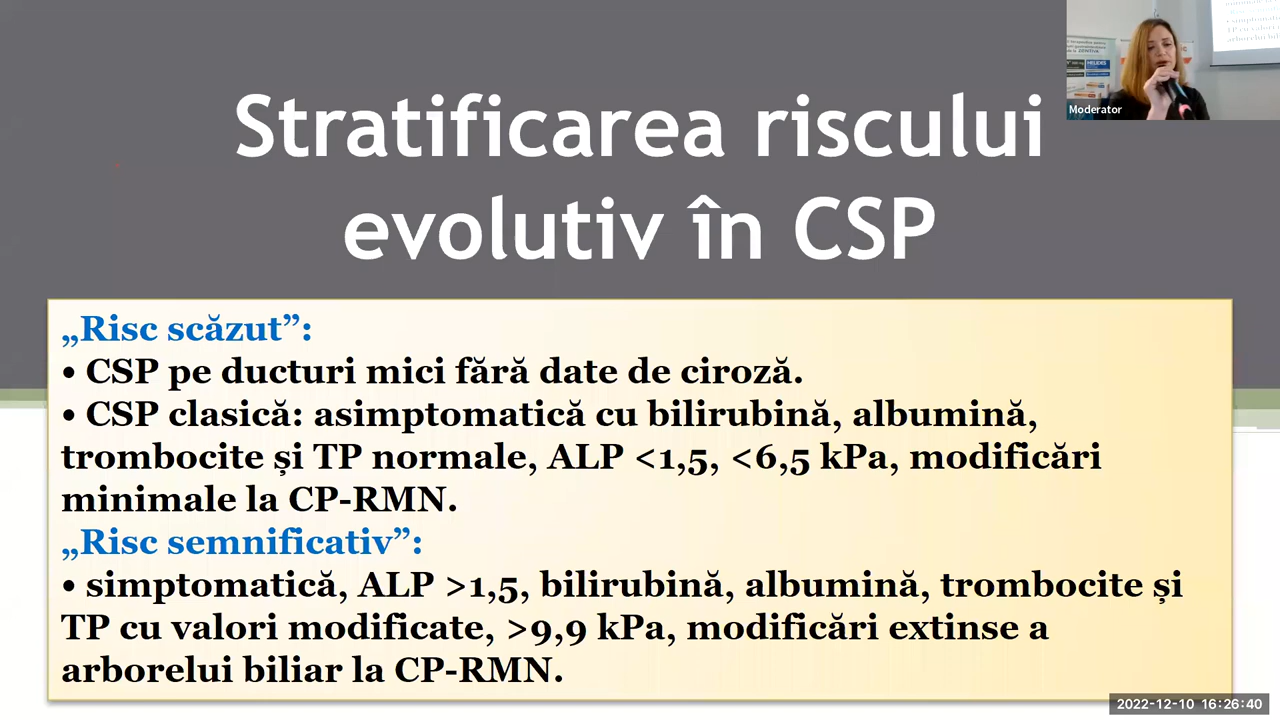 Stratificarea riscului
evolutiv în CSP
Moderator
„Risc scăzut”:
• CSP pe ducturi mici fără date de ciroză.
• CSP clasică: asimptomatică cu bilirubină, albumină,
trombocite și TP normale, ALP <1,5, <6,5 kPa, modificări
minimale la CP-RMN.
„Risc semnificativ”:
• simptomatică, ALP >1,5, bilirubină, albumină, trombocite și
TP cu valori modificate, >9,9 kPa, modificări extinse a
arborelui biliar la CP-RMN.
2022-12-10 16:26:40